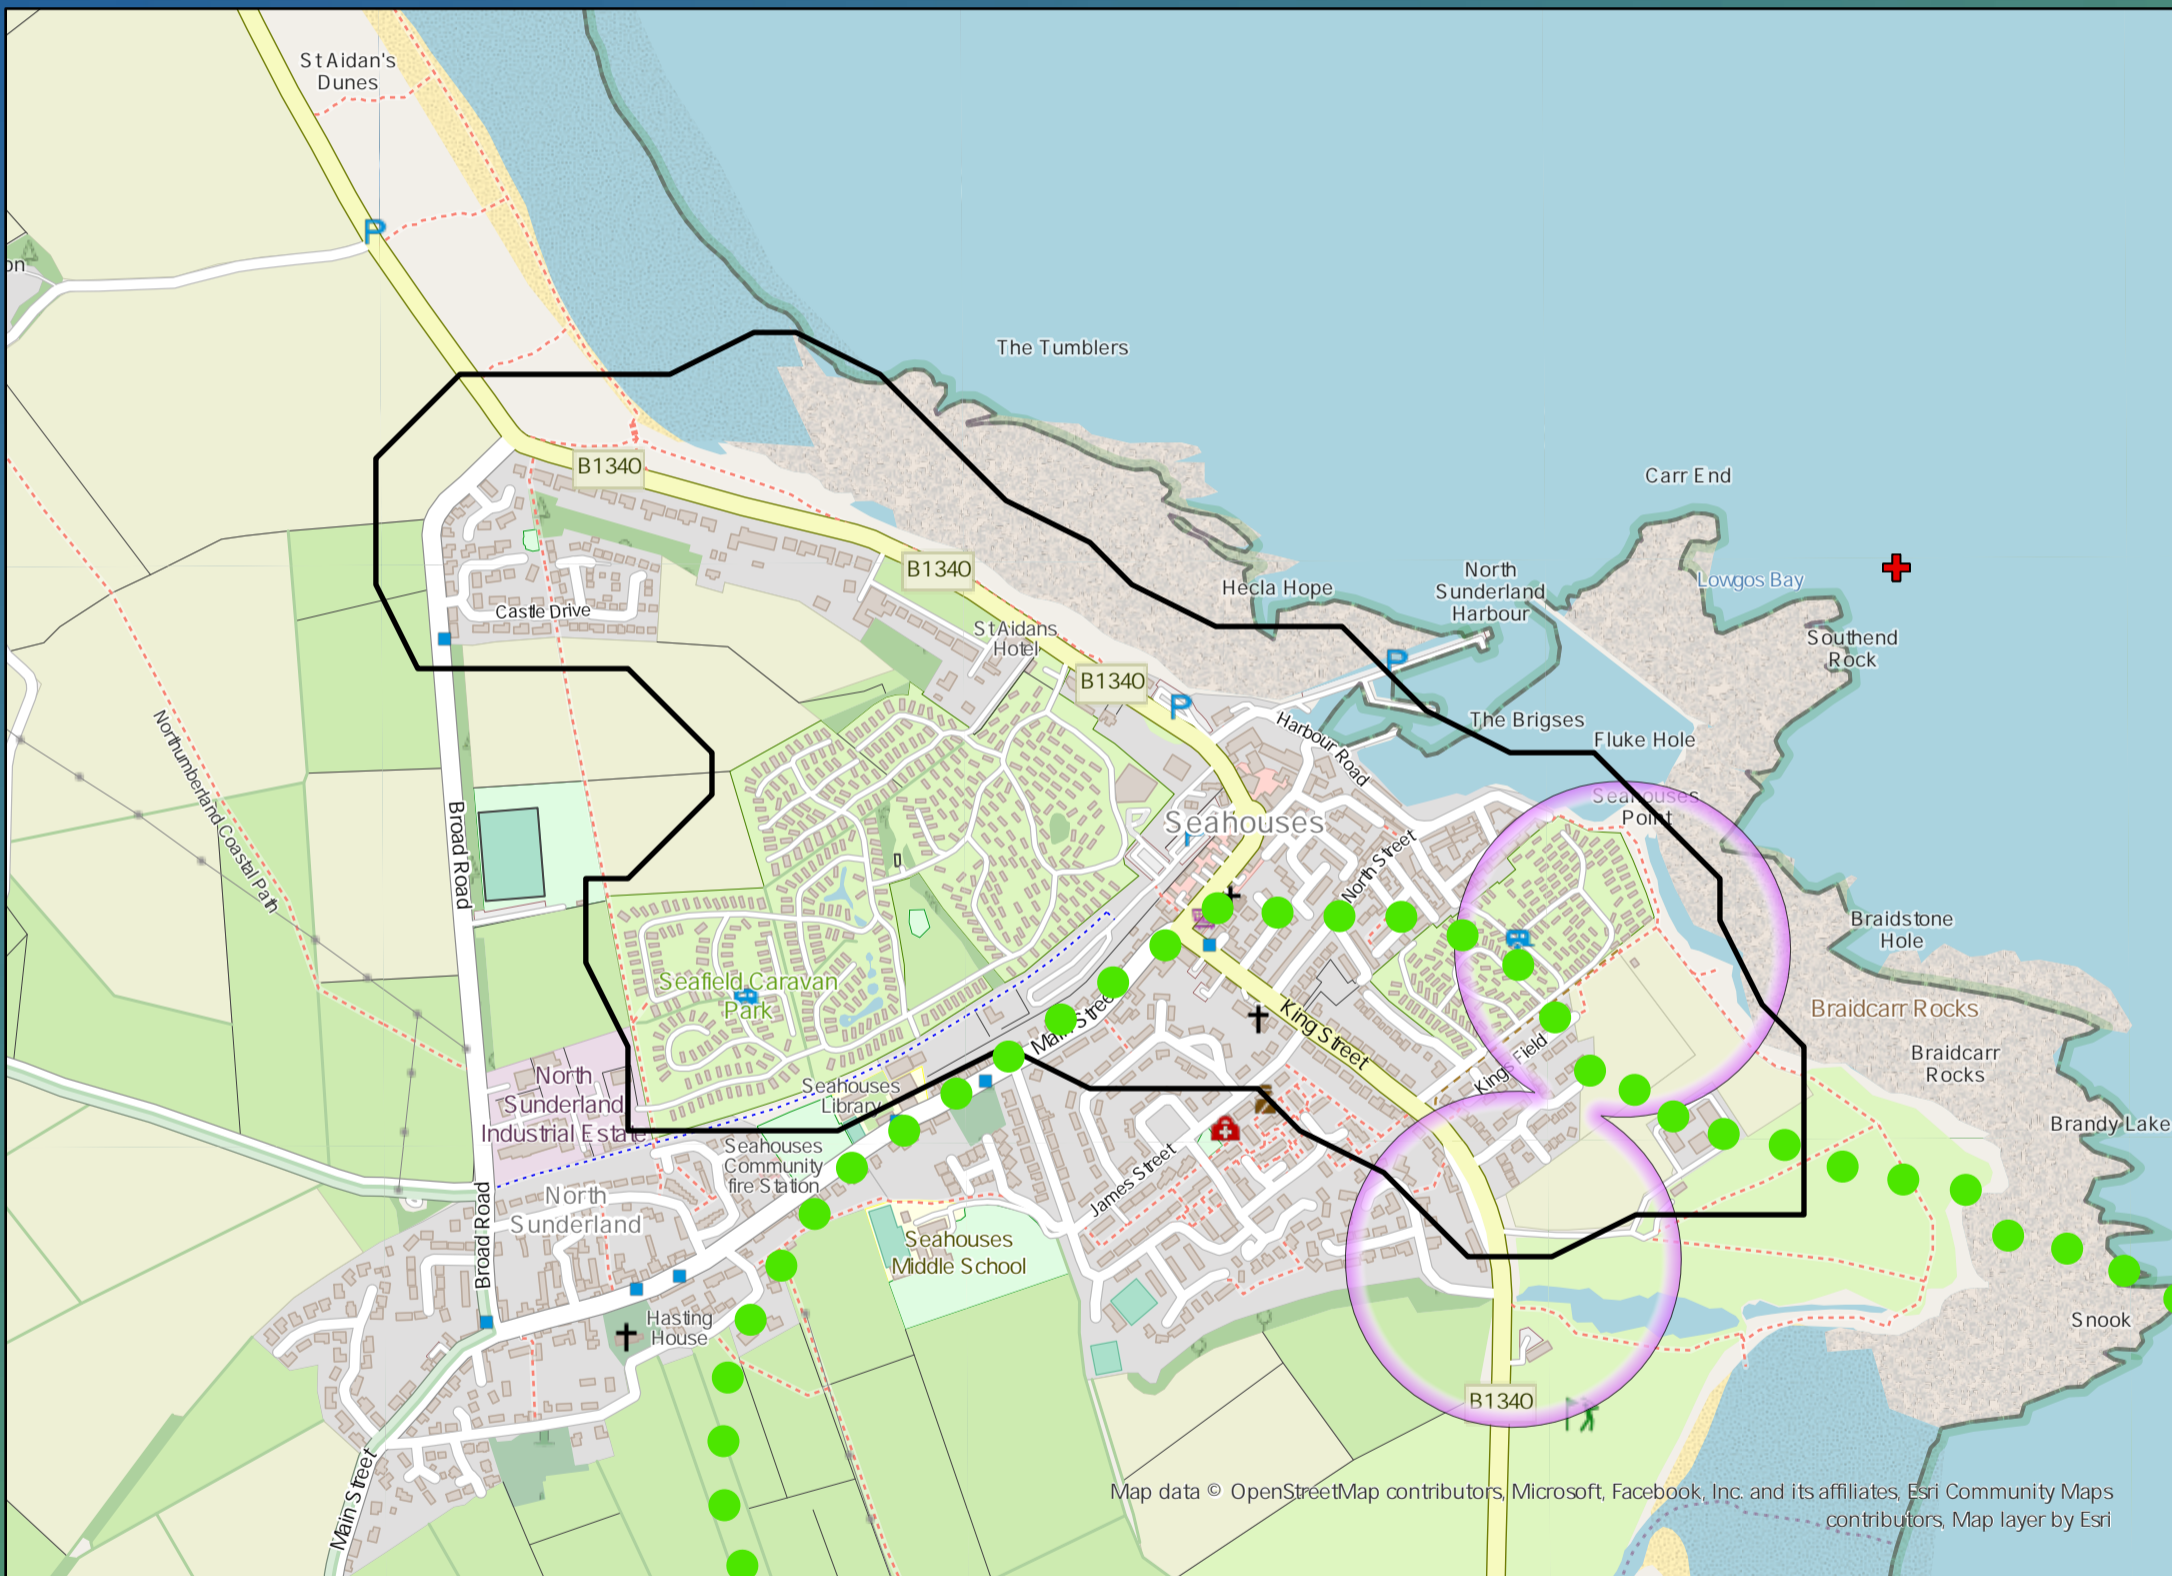 St Aidan's
Dunes
P
on
The Tumblers
B1340
Carr End
B1340
Hecla Hope
North
Sunderland
Harbour
Lowgos Bay
Castle Drive
St Aidans
Hotel
Southend
Rock
P
B1340
P
Harbour Road
The Brigses
Fluke Hole
Northumberland Coastal Path
Broad Road
Seahouses
Point
Seahouses
P
North Street
Braidstone
Hole
Seafield Caravan
Park
Main Street
King Street
Braidcarr Rocks
Braidcarr
Rocks
Kings Field
North
Sunderland
Industrial Estate
Seahouses
Library
Seahouses
Community
fire Station
Brandy Lake
James Street
Broad Road
North
Sunderland
Seahouses
Middle School
Hasting
House
Snook
B1340
Main Street
Map data © OpenStreetMap contributors, Microsoft, Facebook, Inc. and its affiliates, Esri Community Maps
contributors, Map layer by Esri